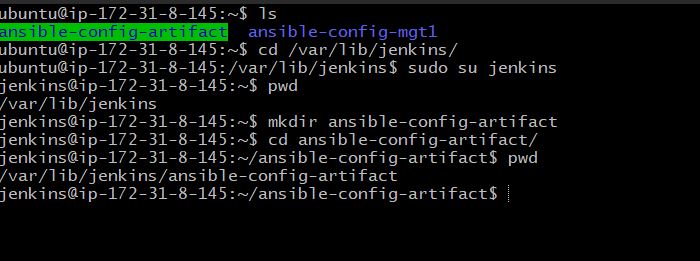 ubuntu@ip-172-31-8-145:~$ ls
ansible-config-artifact  ansible-config-mgt1
ubuntu@ip-172-31-8-145:~$ cd /var/lib/jenkins/
ubuntu@ip-172-31-8-145:/var/lib/jenkins$ sudo su jenkins
jenkins@ip-172-31-8-145:~$ pwd
/var/lib/jenkins
jenkins@ip-172-31-8-145:~$ mkdir ansible-config-artifact
jenkins@ip-172-31-8-145:~$ cd ansible-config-artifact/
jenkins@ip-172-31-8-145:~/ansible-config-artifact$ pwd
/var/lib/jenkins/ansible-config-artifact
jenkins@ip-172-31-8-145:~/ansible-config-artifact$